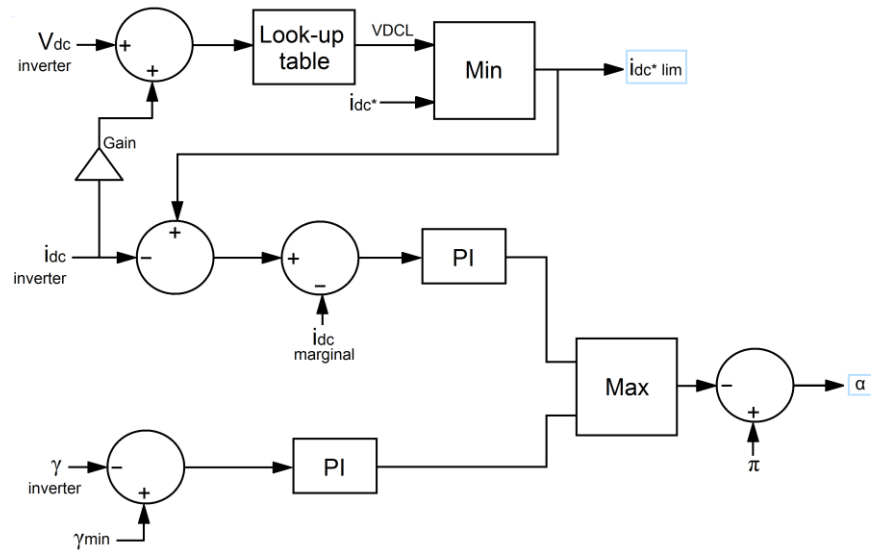 Vdc
inverter
+
+
Look-up
table
VDCL
Min
idc*
idc* lim
Gain
idc
inverter
-
+
+
-
idc
marginal
PI
Max
-
+
π
α
γ
inverter
-
+
γmin
PI